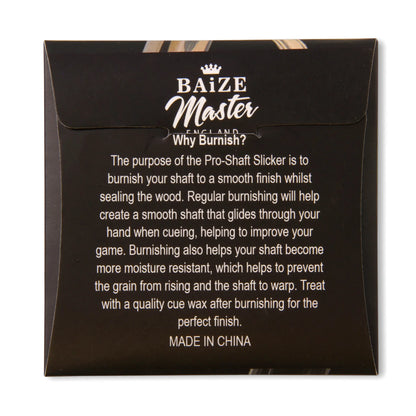 BAiZE
Master
ENGLAND
Why Burnish?
The purpose of the Pro-Shaft Slicker is to
burnish your shaft to a smooth finish whilst
sealing the wood. Regular burnishing will help
create a smooth shaft that glides through your
hand when cueing, helping to improve your
game. Burnishing also helps your shaft become
more moisture resistant, which helps to prevent
the grain from rising and the shaft to warp. Treat
with a quality cue wax after burnishing for the
perfect finish.
MADE IN CHINA